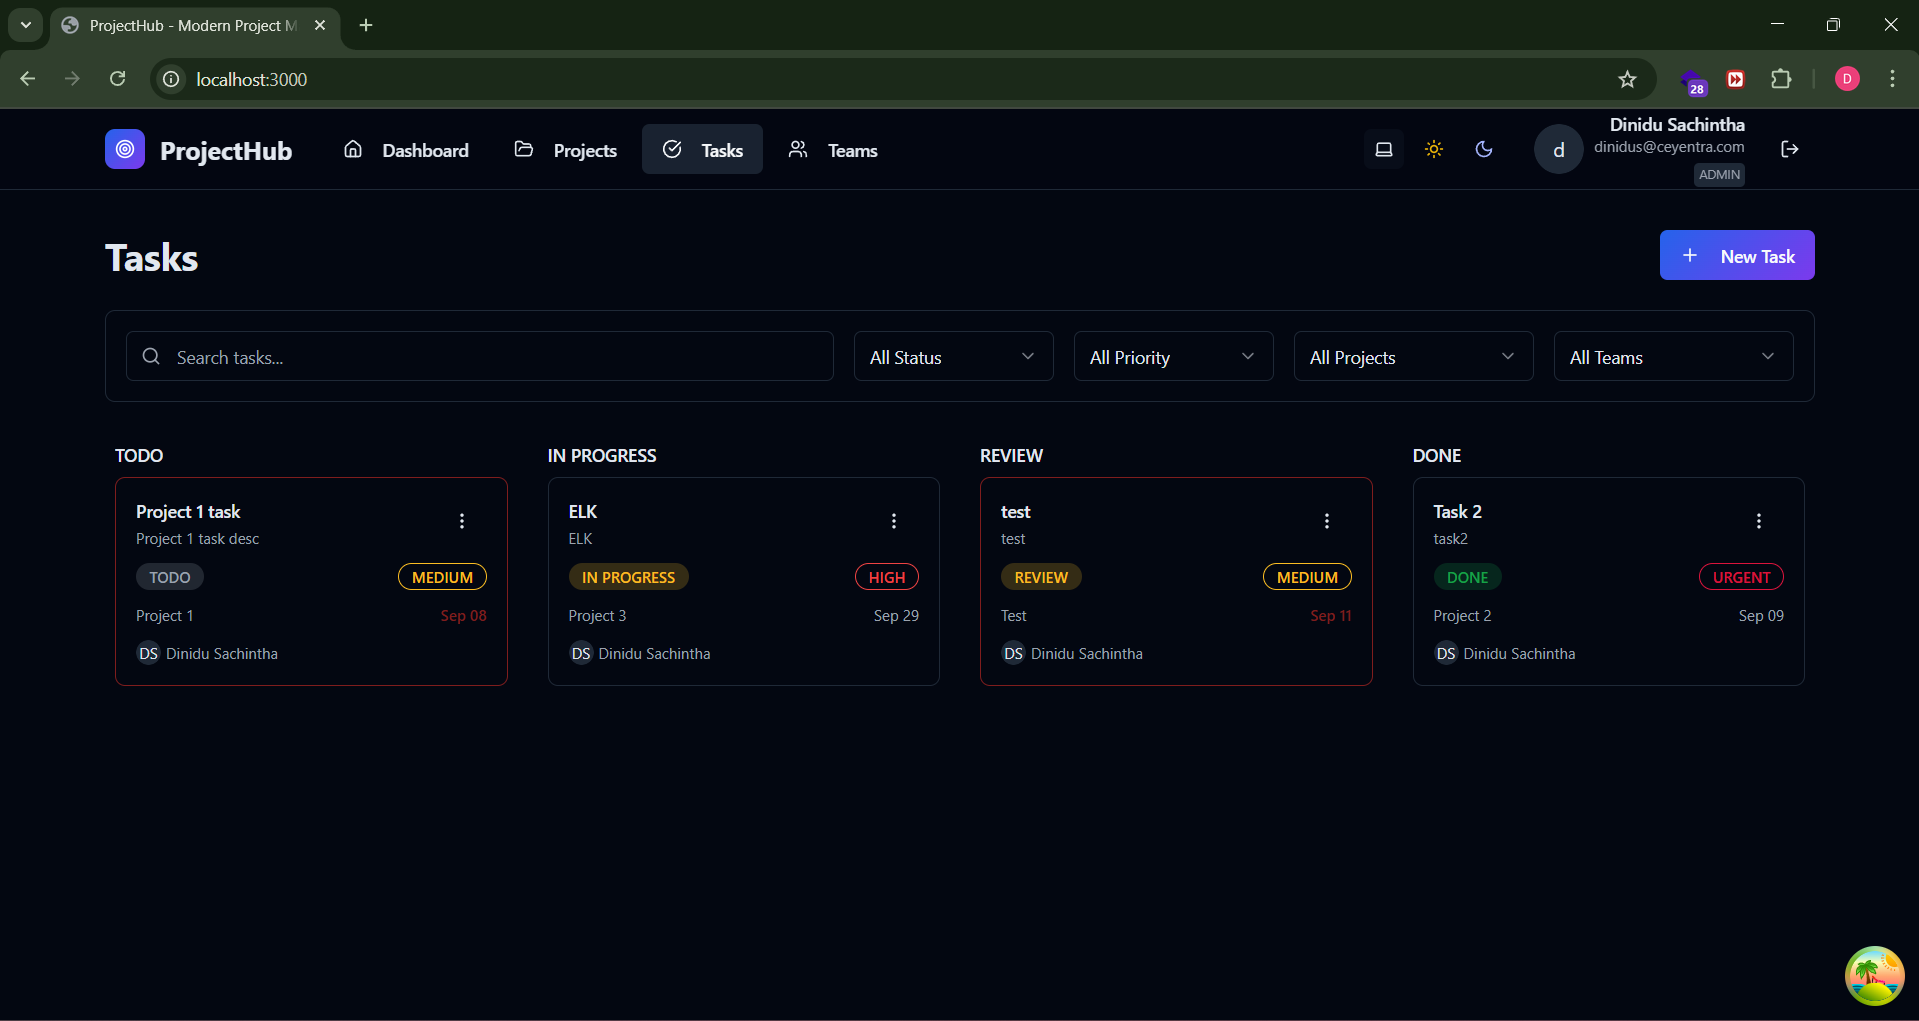 ProjectHub - Modern Project M
localhost:3000
28
D
ProjectHub
Dashboard
Projects
Tasks
Teams
d
Dinidu Sachintha
dinidus@ceyentra.com
ADMIN
Tasks
New Task
Search tasks...
All Status
All Priority
All Projects
All Teams
TODO
Project 1 task
Project 1 task desc
TODO
MEDIUM
Project 1
Sep 08
DS Dinidu Sachintha
IN PROGRESS
ELK
ELK
IN PROGRESS
HIGH
Project 3
Sep 29
DS Dinidu Sachintha
REVIEW
test
test
REVIEW
MEDIUM
Test
Sep 11
DS Dinidu Sachintha
DONE
Task 2
task2
DONE
URGENT
Project 2
Sep 09
DS Dinidu Sachintha